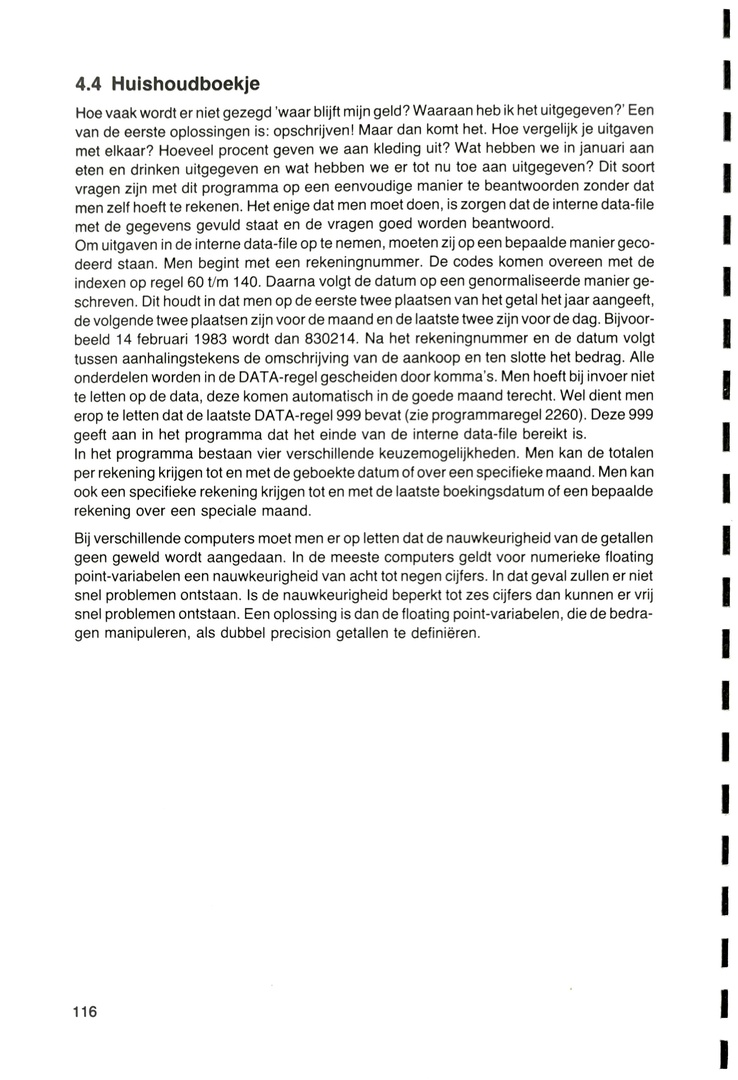 4.4 Huishoudboekje
Hoe vaak wordt er niet gezegd 'waar blijft mijn geld? Waaraan heb ik het uitgegeven?' Een
van de eerste oplossingen is: opschrijven! Maar dan komt het. Hoe vergelijk je uitgaven
met elkaar? Hoeveel procent geven we aan kleding uit? Wat hebben we in januari aan
eten en drinken uitgegeven en wat hebben we er tot nu toe aan uitgegeven? Dit soort
vragen zijn met dit programma op een eenvoudige manier te beantwoorden zonder dat
men zelf hoeft te rekenen. Het enige dat men moet doen, is zorgen dat de interne data-file
met de gegevens gevuld staat en de vragen goed worden beantwoord.
Om uitgaven in de interne data-file op te nemen, moeten zij op een bepaalde manier geco-
deerd staan. Men begint met een rekeningnummer. De codes komen overeen met de
indexen op regel 60 t/m 140. Daarna volgt de datum op een genormaliseerde manier ge-
schreven. Dit houdt in dat men op de eerste twee plaatsen van het getal het jaar aangeeft,
de volgende twee plaatsen zijn voor de maand en de laatste twee zijn voor de dag. Bijvoor-
beeld 14 februari 1983 wordt dan 830214. Na het rekeningnummer en de datum volgt
tussen aanhalingstekens de omschrijving van de aankoop en ten slotte het bedrag. Alle
onderdelen worden in de DATA-regel gescheiden door komma's. Men hoeft bij invoer niet
te letten op de data, deze komen automatisch in de goede maand terecht. Wel dient men
erop te letten dat de laatste DATA-regel 999 bevat (zie programmaregel 2260). Deze 999
geeft aan in het programma dat het einde van de interne data-file bereikt is.
In het programma bestaan vier verschillende keuzemogelijkheden. Men kan de totalen
per rekening krijgen tot en met de geboekte datum of over een specifieke maand. Men kan
ook een specifieke rekening krijgen tot en met de laatste boekingsdatum of een bepaalde
rekening over een speciale maand.
Bij verschillende computers moet men er op letten dat de nauwkeurigheid van de getallen
geen geweld wordt aangedaan. In de meeste computers geldt voor numerieke floating
point-variabelen een nauwkeurigheid van acht tot negen cijfers. In dat geval zullen er niet
snel problemen ontstaan. Is de nauwkeurigheid beperkt tot zes cijfers dan kunnen er vrij
snel problemen ontstaan. Een oplossing is dan de floating point-variabelen, die de bedra-
gen manipuleren, als dubbel precision getallen te definiëren.
116